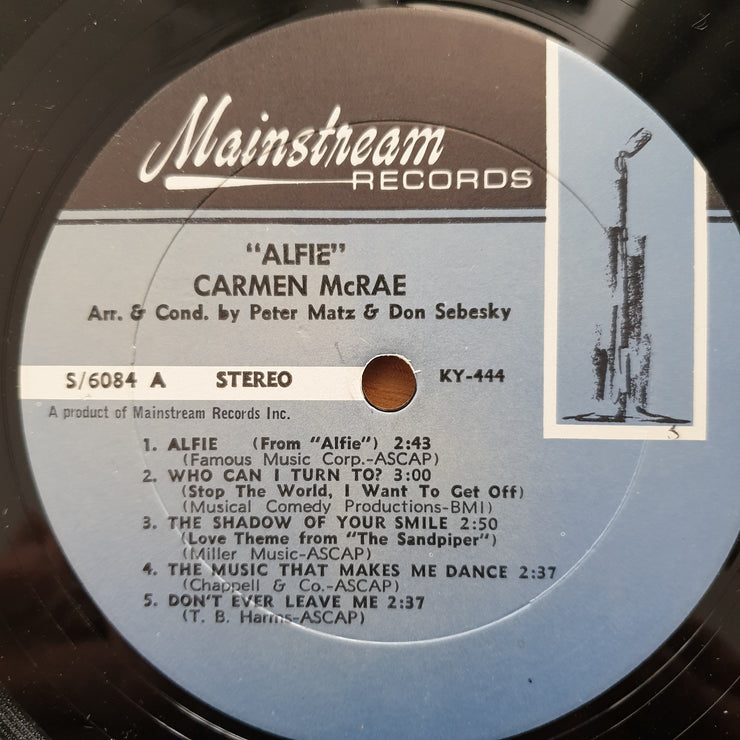 Mainstream
RECORDS
"ALFIE"
CARMEN McRAE
Arr. & Cond. by Peter Matz & Don Sebesky
S/6084 A STEREO KY-444
A product of Mainstream Records Inc.
1. ALFIE (From "Alfie") 2:43
(Famous Music Corp.-ASCAP)
2. WHO CAN I TURN TO? 3:00
(Stop The World, I Want To Get Off)
(Musical Comedy Productions-BMI)
3. THE SHADOW OF YOUR SMILE 2:50
(Love Theme from "The Sandpiper")
(Miller Music-ASCAP)
4. THE MUSIC THAT MAKES ME DANCE 2:37
(Chappell & Co.-ASCAP)
5. DON'T EVER LEAVE ME 2:37
(T. B. Harms-ASCAP)